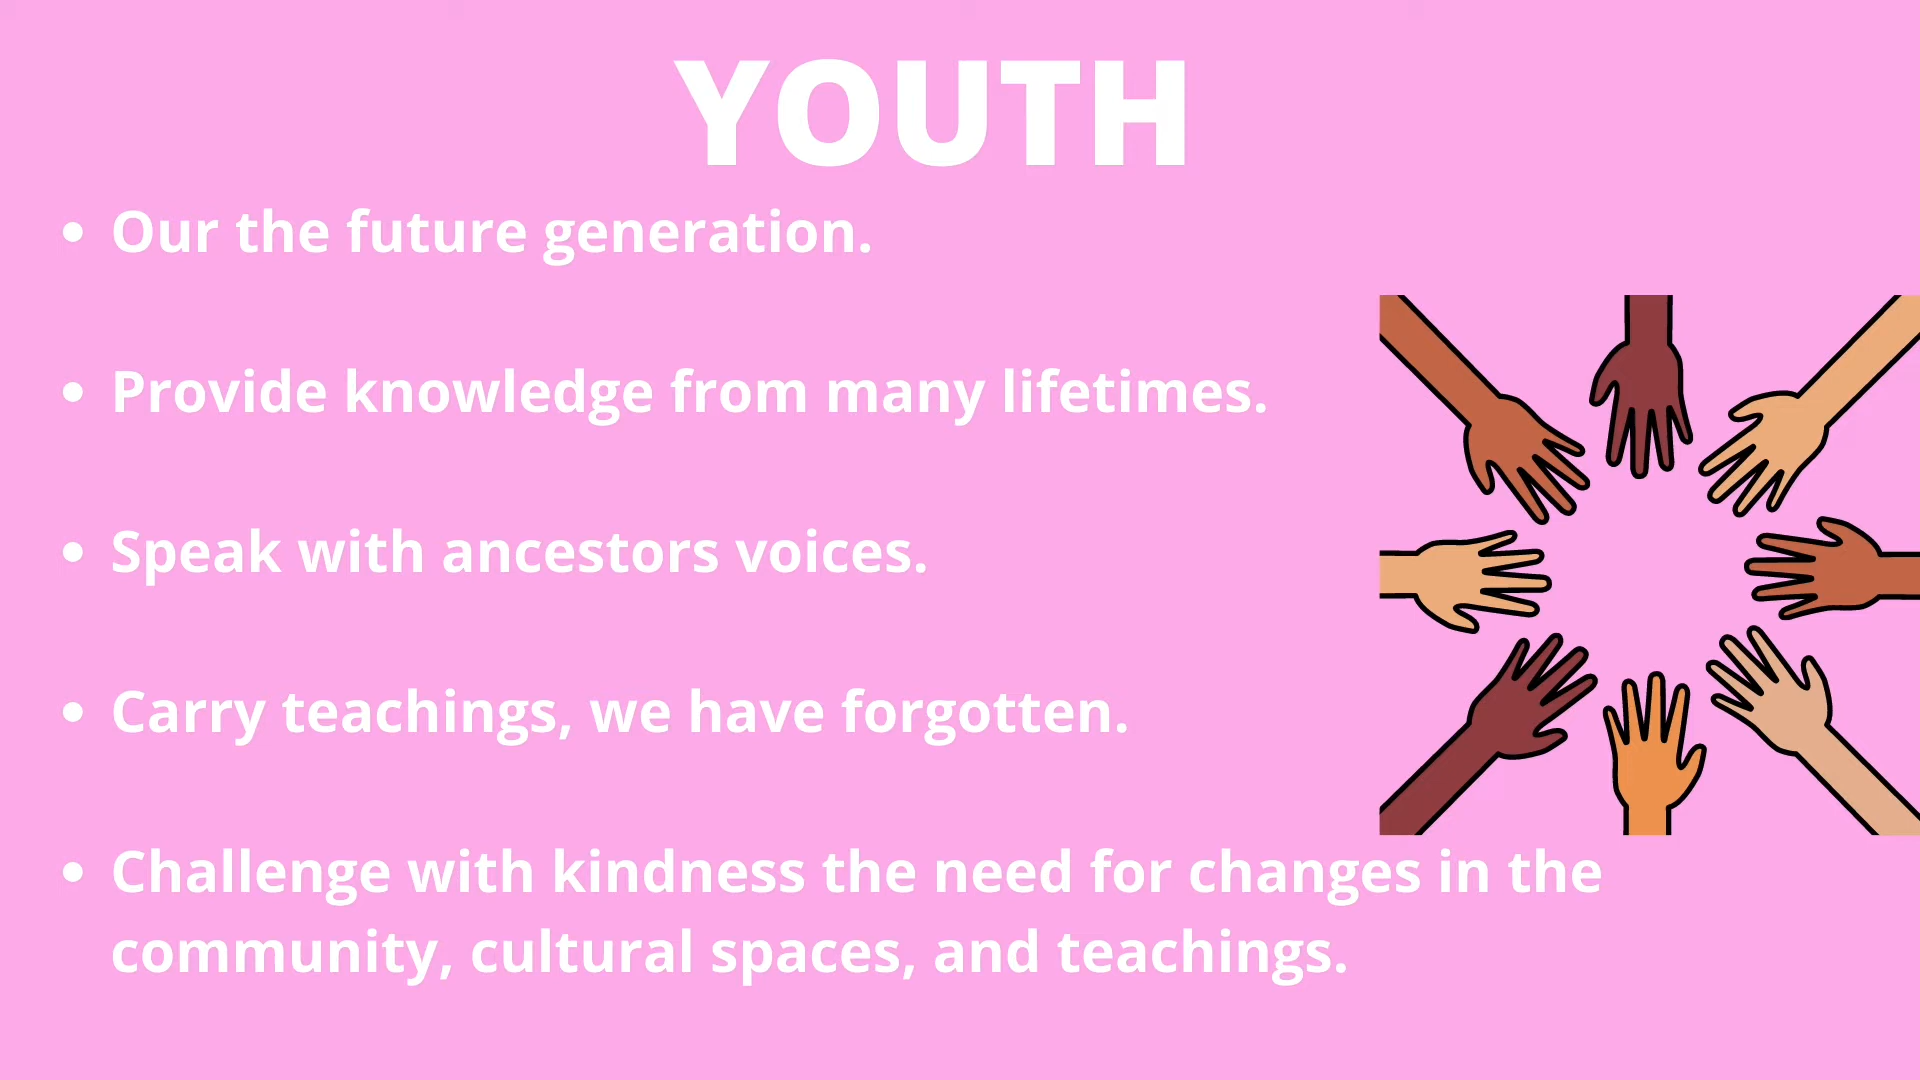 YOUTH
• Our the future generation.
• Provide knowledge from many lifetimes.
• Speak with ancestors voices.
• Carry teachings, we have forgotten.
• Challenge with kindness the need for changes in the
community, cultural spaces, and teachings.